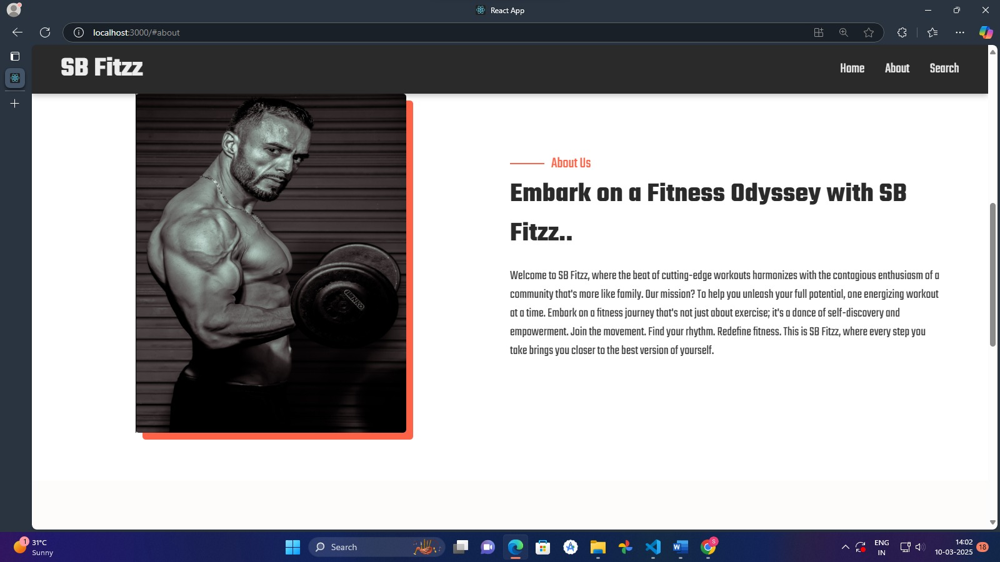 React App
localhost:3000/#about
SB Fitzz
Home About Search
About Us
Embark on a Fitness Odyssey with SB
Fitzz..
Welcome to SB Fitzz, where the beat of cutting-edge workouts harmonizes with the contagious enthusiasm of a
community that's more like family. Our mission? To help you unleash your full potential, one energizing workout
at a time. Embark on a fitness journey that's not just about exercise; it's a dance of self-discovery and
empowerment. Join the movement. Find your rhythm. Redefine fitness. This is SB Fitzz, where every step you
take brings you closer to the best version of yourself.
1
31°C
Sunny
Search
W
S
ENG
IN
14:02
10-03-2025
18